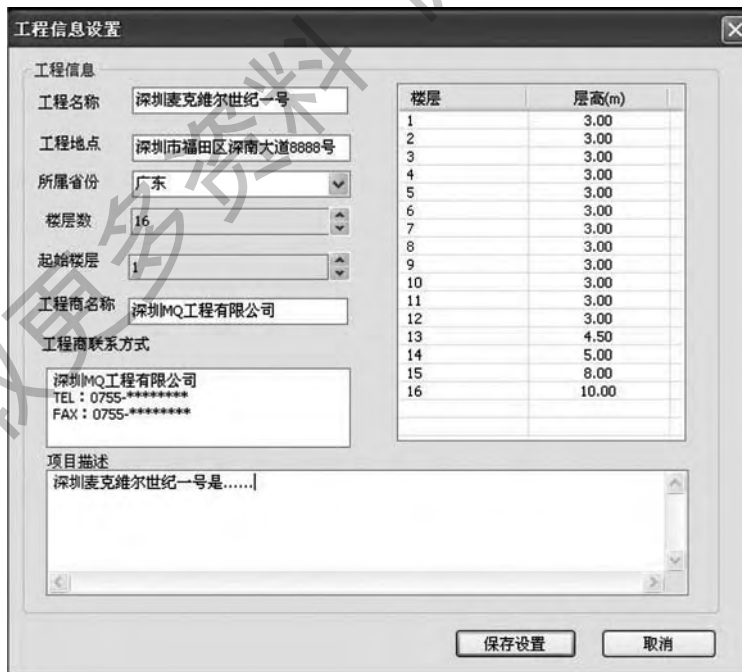 工程信息设置
工程信息
工程名称 深圳麦克维尔世纪一号
工程地点 深圳市福田区深南大道8888号
所属省份 广东
楼层数 16
起始楼层 1
工程商名称 深圳MQ工程有限公司
工程商联系方式
深圳MQ工程有限公司
TEL：0755-********
FAX：0755-********
楼层 层高(m)
1 3.00
2 3.00
3 3.00
4 3.00
5 3.00
6 3.00
7 3.00
8 3.00
9 3.00
10 3.00
11 3.00
12 3.00
13 4.50
14 5.00
15 8.00
16 10.00
项目描述
深圳麦克维尔世纪一号是......
保存设置 取消
更多资料